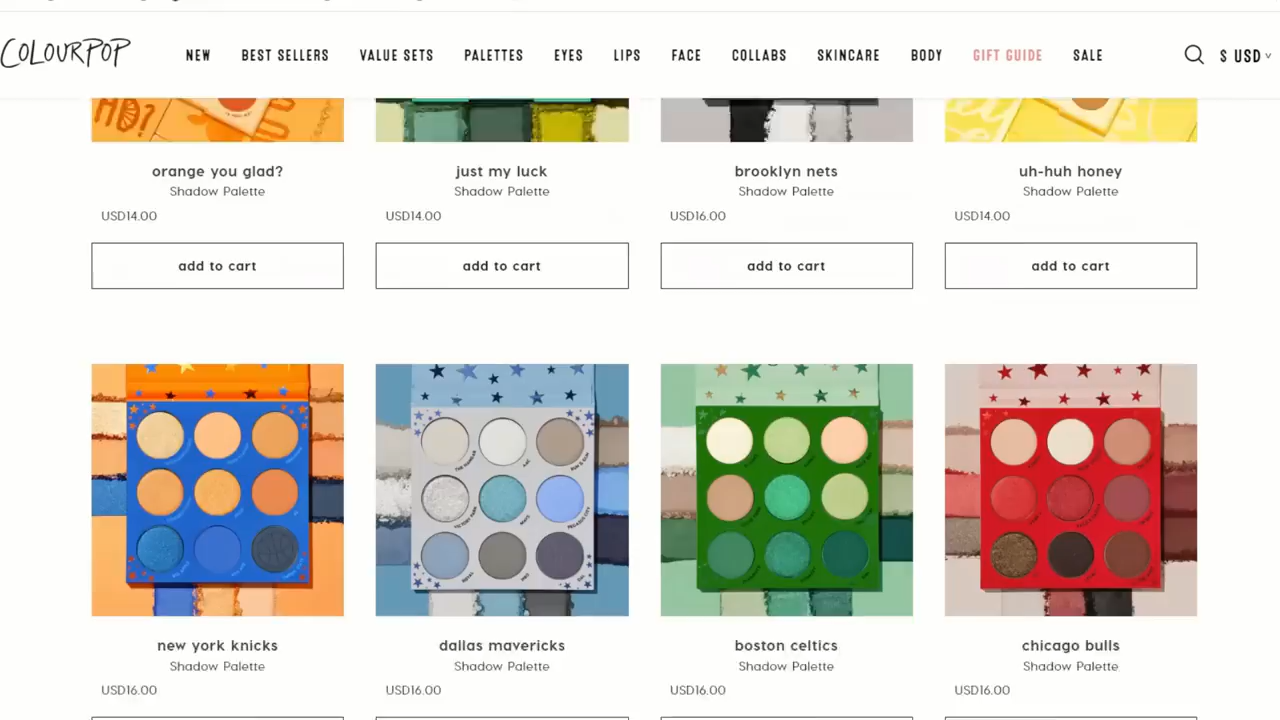 COLOURPOP
NEW BEST SELLERS VALUE SETS PALETTES EYES LIPS FACE COLLABS SKINCARE BODY GIFT GUIDE SALE $ USD
orange you glad? just my luck brooklyn nets uh-huh honey
Shadow Palette Shadow Palette Shadow Palette Shadow Palette
USD14.00 USD14.00 USD16.00 USD14.00
add to cart add to cart add to cart add to cart
new york knicks dallas mavericks boston celtics chicago bulls
Shadow Palette Shadow Palette Shadow Palette Shadow Palette
USD16.00 USD16.00 USD16.00 USD16.00